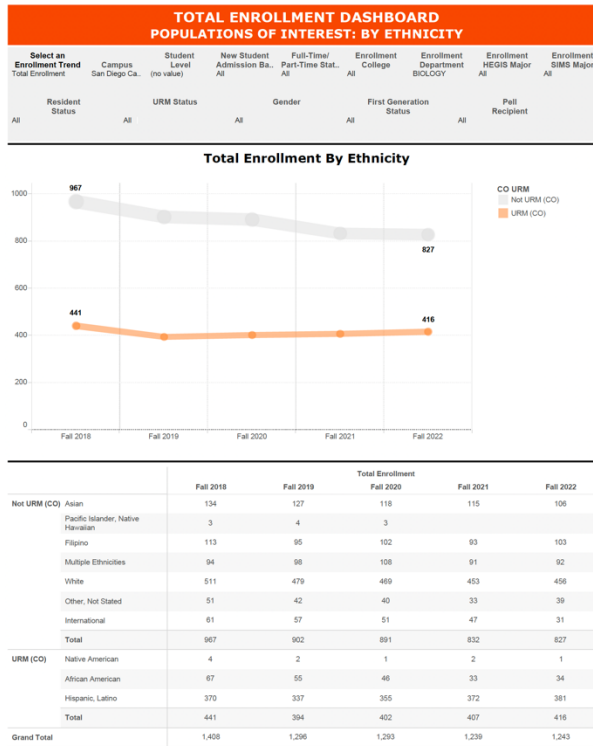 TOTAL ENROLLMENT DASHBOARD
POPULATIONS OF INTEREST: BY ETHNICITY
Select an Enrollment Trend Total Enrollment
Campus San Diego Ca..
Student Level (no value)
New Student Admission Ba.. All
Full-Time/ Part-Time Stat.. All
Enrollment College All
Enrollment Department BIOLOGY
Enrollment HEGIS Major All
Enrollment SIMS Major All
Resident Status All
URM Status All
Gender All
First Generation Status All
Pell Recipient All
Total Enrollment By Ethnicity
CO URM
Not URM (CO)
URM (CO)
1000
800
600
400
200
0
967
827
441
416
Fall 2018 Fall 2019 Fall 2020 Fall 2021 Fall 2022
Total Enrollment
Fall 2018 Fall 2019 Fall 2020 Fall 2021 Fall 2022
Not URM (CO) Asian 134 127 118 115 106
Pacific Islander, Native Hawaiian 3 4 3
Filipino 113 95 102 93 103
Multiple Ethnicities 94 98 108 91 92
White 511 479 469 453 456
Other, Not Stated 51 42 40 33 39
International 61 57 51 47 31
Total 967 902 891 832 827
URM (CO) Native American 4 2 1 2 1
African American 67 55 46 33 34
Hispanic, Latino 370 337 355 372 381
Total 441 394 402 407 416
Grand Total 1,408 1,296 1,293 1,239 1,243